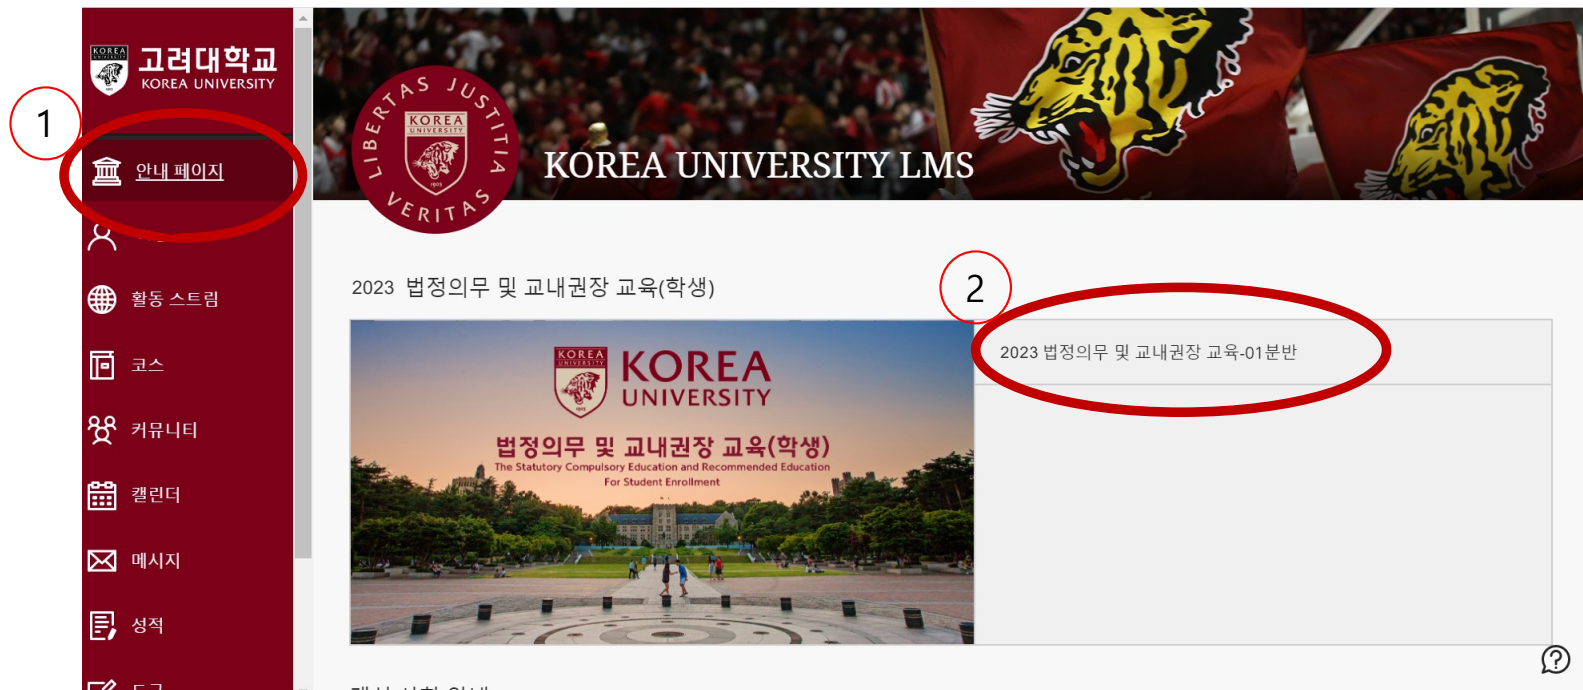 KOREA
UNIVERSITY
1905
고려대학교
KOREA UNIVERSITY
1
안내 페이지
활동 스트림
코스
커뮤니티
캘린더
메시지
성적
LIBERTAS JUSTITIA VERITAS
KOREA
UNIVERSITY
1905
KOREA UNIVERSITY LMS
2023 법정의무 및 교내권장 교육(학생)
2
KOREA
UNIVERSITY
1905
KOREA
UNIVERSITY
법정의무 및 교내권장 교육(학생)
The Statutory Compulsory Education and Recommended Education
For Student Enrollment
2023 법정의무 및 교내권장 교육-01분반